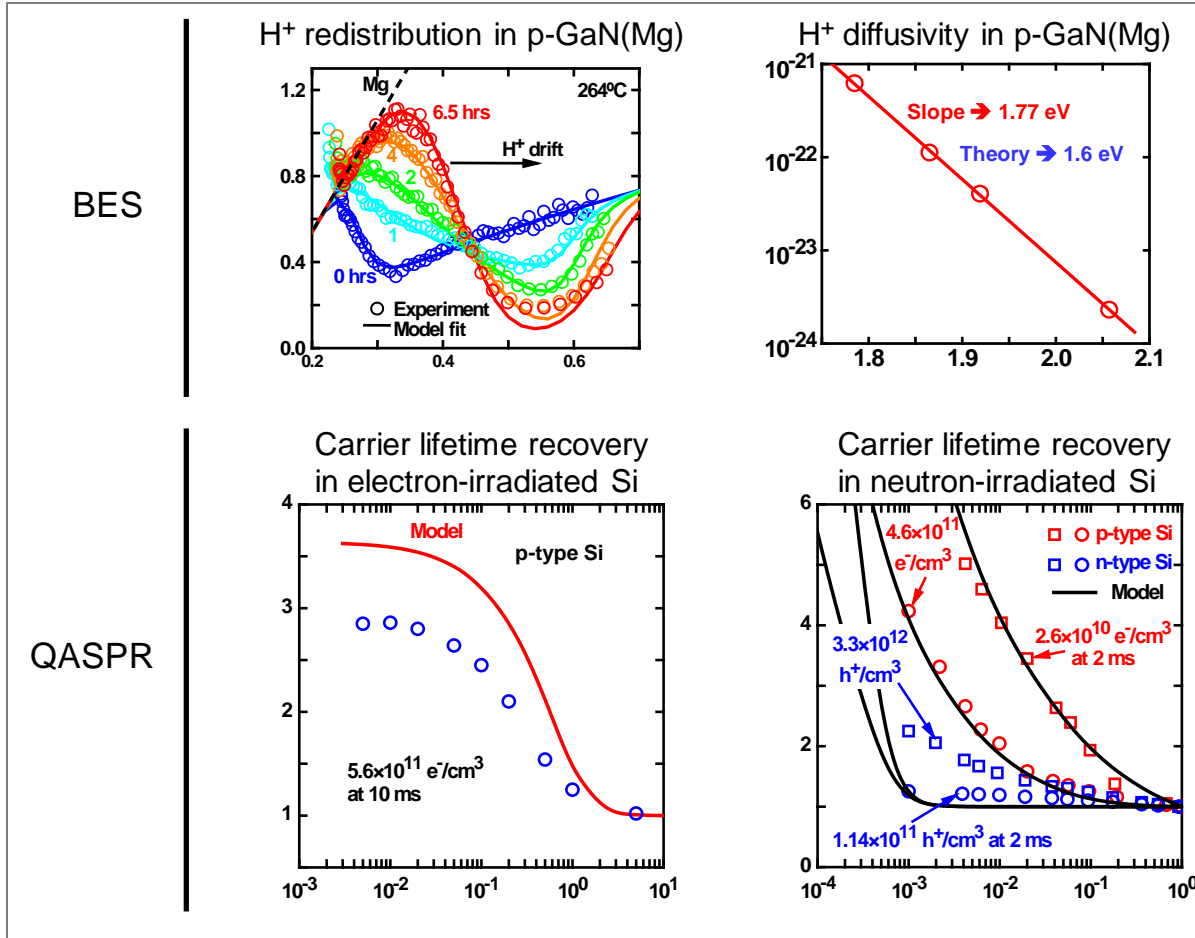 BES
H⁺ redistribution in p-GaN(Mg)
1.2
0.8
0.4
0.0
Mg
264ºC
6.5 hrs
4
H⁺ drift
2
1
0 hrs
Experiment
Model fit
0.2
0.4
0.6
H⁺ diffusivity in p-GaN(Mg)
10⁻²¹
10⁻²²
10⁻²³
10⁻²⁴
Slope ➔ 1.77 eV
Theory ➔ 1.6 eV
1.8
1.9
2.0
2.1
QASPR
Carrier lifetime recovery
in electron-irradiated Si
4
3
2
1
Model
p-type Si
5.6×10¹¹ e⁻/cm³
at 10 ms
10⁻³
10⁻²
10⁻¹
10⁰
10¹
Carrier lifetime recovery
in neutron-irradiated Si
6
4
2
0
4.6×10¹¹
e⁻/cm³
p-type Si
n-type Si
Model
3.3×10¹²
h⁺/cm³
2.6×10¹⁰ e⁻/cm³
at 2 ms
1.14×10¹¹ h⁺/cm³ at 2 ms
10⁻⁴
10⁻³
10⁻²
10⁻¹
10⁰